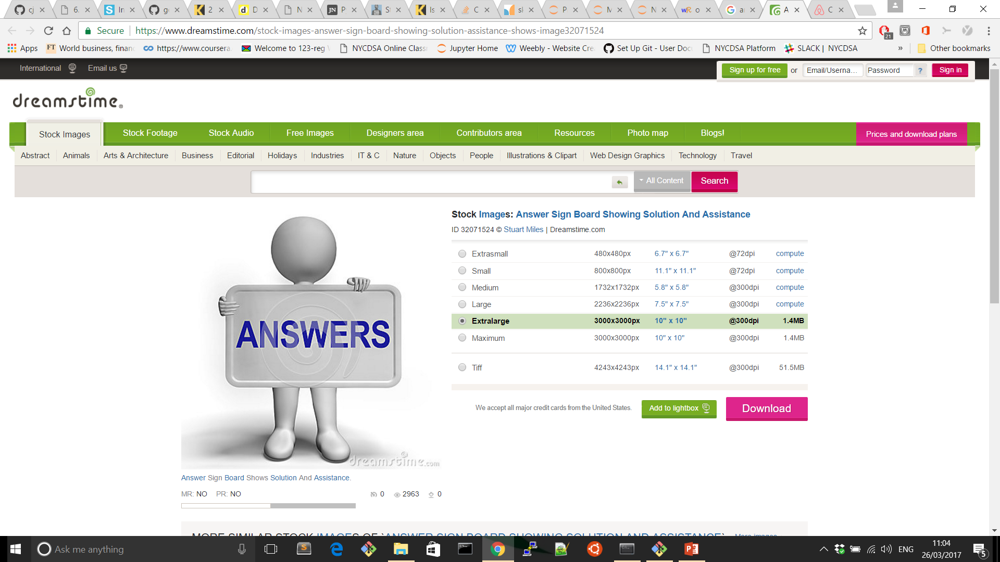 cj
6.
In
ge
2
D
N
P
St
Is
C
sl
P
M
N
o
a
A
C
Secure
https://www.dreamstime.com/stock-images-answer-sign-board-showing-solution-assistance-shows-image32071524
21
Apps
World business, finan
https://www.coursera.
Welcome to 123-reg
NYCDSA Online Class
Jupyter Home
Weebly - Website Cre
Set Up Git - User Doc
NYCDSA Platform
SLACK | NYCDSA
»
Other bookmarks
International
Email us
Sign up for free
or
Email/Userna...
Password
?
Sign in
dreamstime®
Stock Images
Stock Footage
Stock Audio
Free Images
Designers area
Contributors area
Resources
Photo map
Blogs!
Prices and download plans
Abstract
Animals
Arts & Architecture
Business
Editorial
Holidays
Industries
IT & C
Nature
Objects
People
Illustrations & Clipart
Web Design Graphics
Technology
Travel
All Content
Search
ANSWERS
dreamstime.com
Stock Images: Answer Sign Board Showing Solution And Assistance
ID 32071524 © Stuart Miles | Dreamstime.com
Extrasmall 480x480px 6.7" x 6.7" @72dpi compute
Small 800x800px 11.1" x 11.1" @72dpi compute
Medium 1732x1732px 5.8" x 5.8" @300dpi compute
Large 2236x2236px 7.5" x 7.5" @300dpi compute
Extralarge 3000x3000px 10" x 10" @300dpi 1.4MB
Maximum 3000x3000px 10" x 10" @300dpi 1.4MB
Tiff 4243x4243px 14.1" x 14.1" @300dpi 51.5MB
We accept all major credit cards from the United States.
Add to lightbox
Download
Answer Sign Board Shows Solution And Assistance.
MR: NO PR: NO 0 2963 0
MORE SIMILAR STOCK IMAGES OF `ANSWER SIGN BOARD SHOWING SOLUTION AND ASSISTANCE`
More images
Ask me anything
ENG
11:04
26/03/2017
5